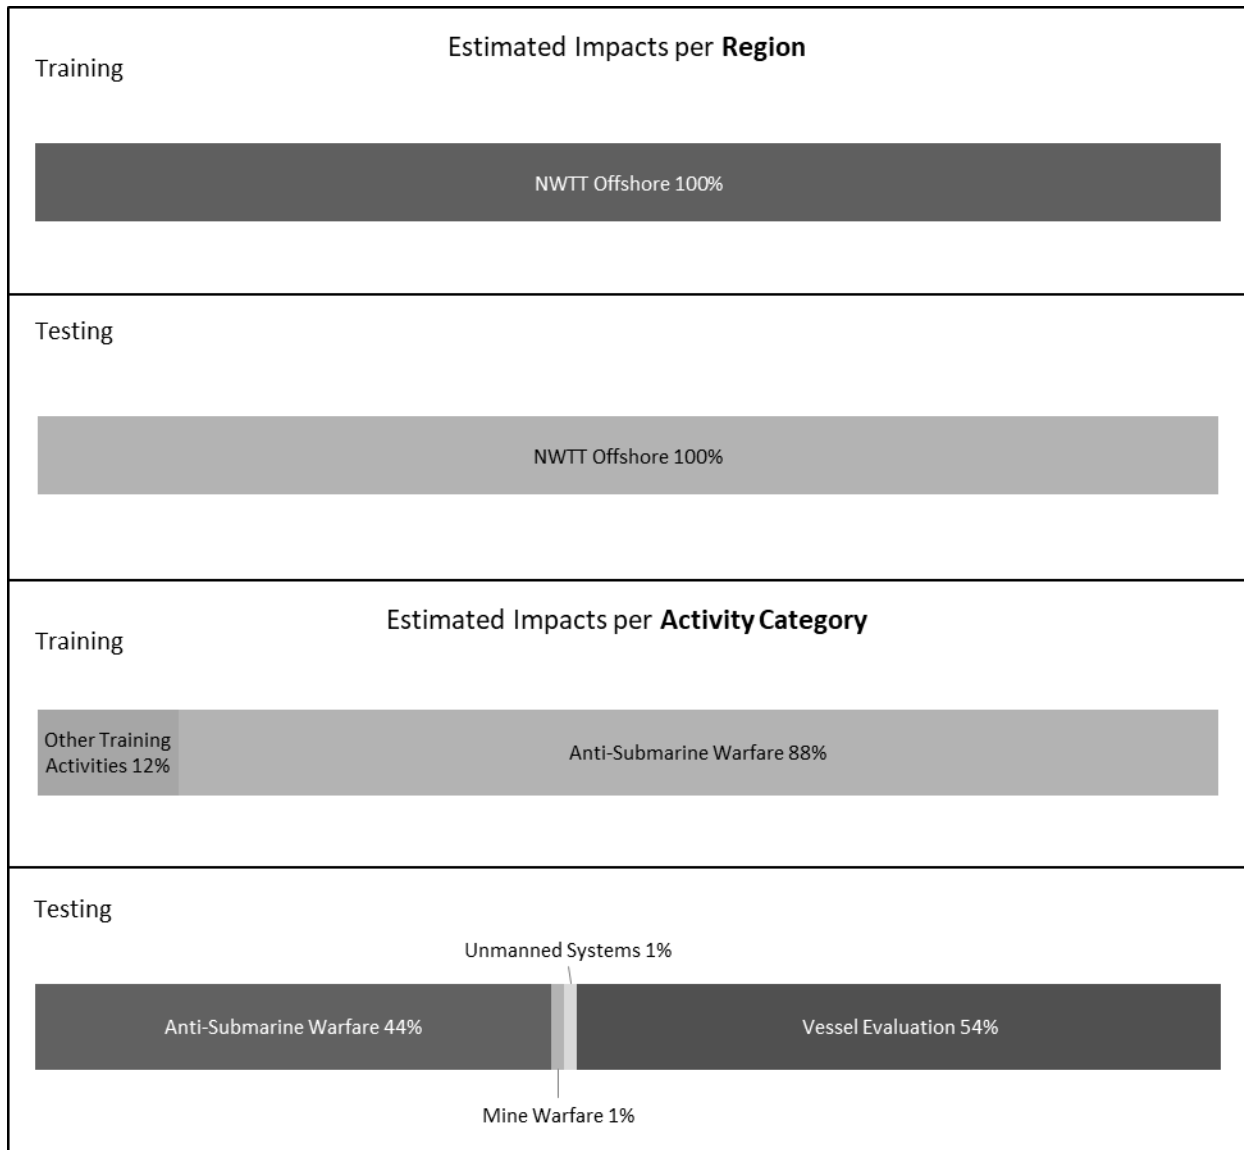 Estimated Impacts per Region
Training
NWTT Offshore 100%
Testing
NWTT Offshore 100%
Estimated Impacts per Activity Category
Training
Other Training
Activities 12%
Anti-Submarine Warfare 88%
Testing
Unmanned Systems 1%
Anti-Submarine Warfare 44%
Vessel Evaluation 54%
Mine Warfare 1%